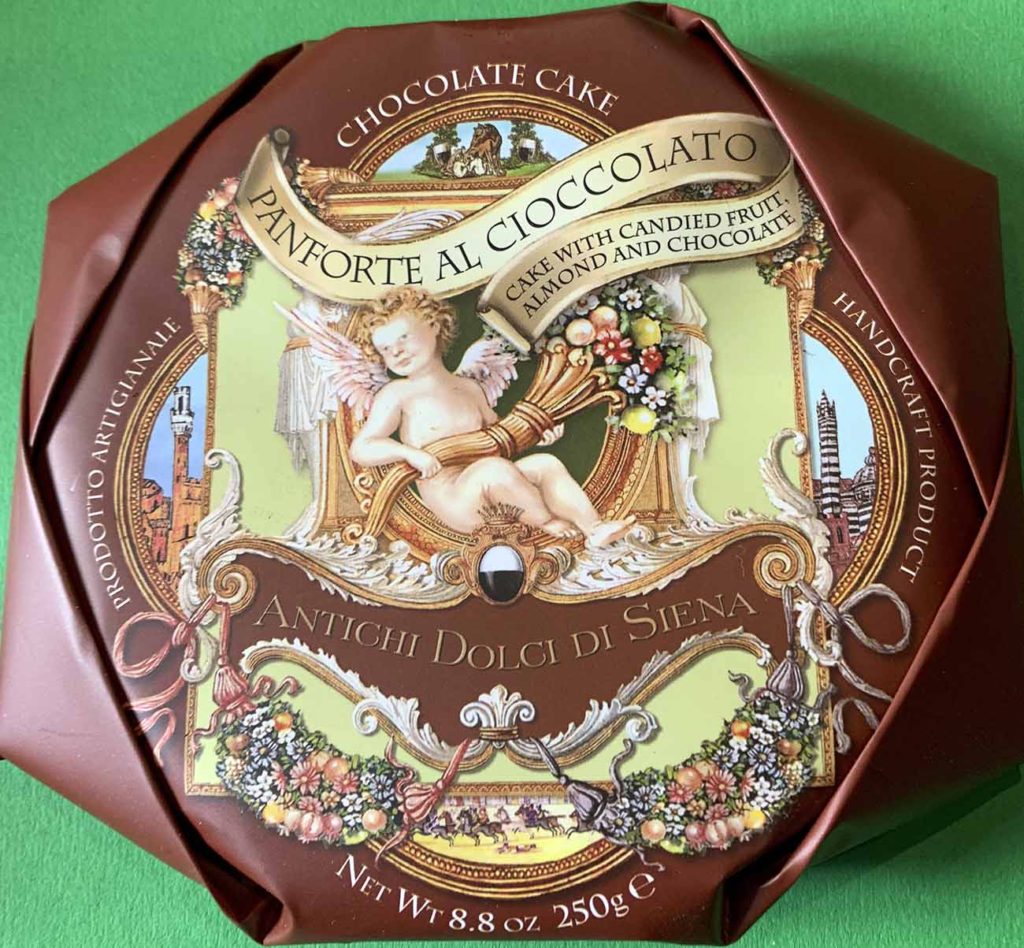 CHOCOLATE CAKE
PANFORTE AL CIOCCOLATO
CAKE WITH CANDIED FRUIT,
ALMOND AND CHOCOLATE
PRODOTTO ARTIGIANALE
HANDCRAFT PRODUCT
ANTICHI DOLCI DI SIENA
NET WT 8.8 OZ 250g e